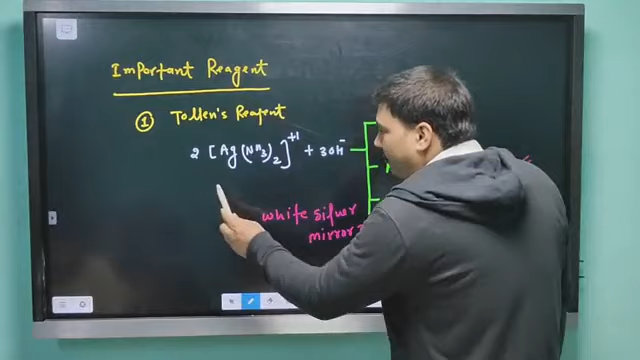 Important Reagent
① Tollen's Reagent
2 [Ag(NH3)2]+1 + 3OH-
white silver
mirror